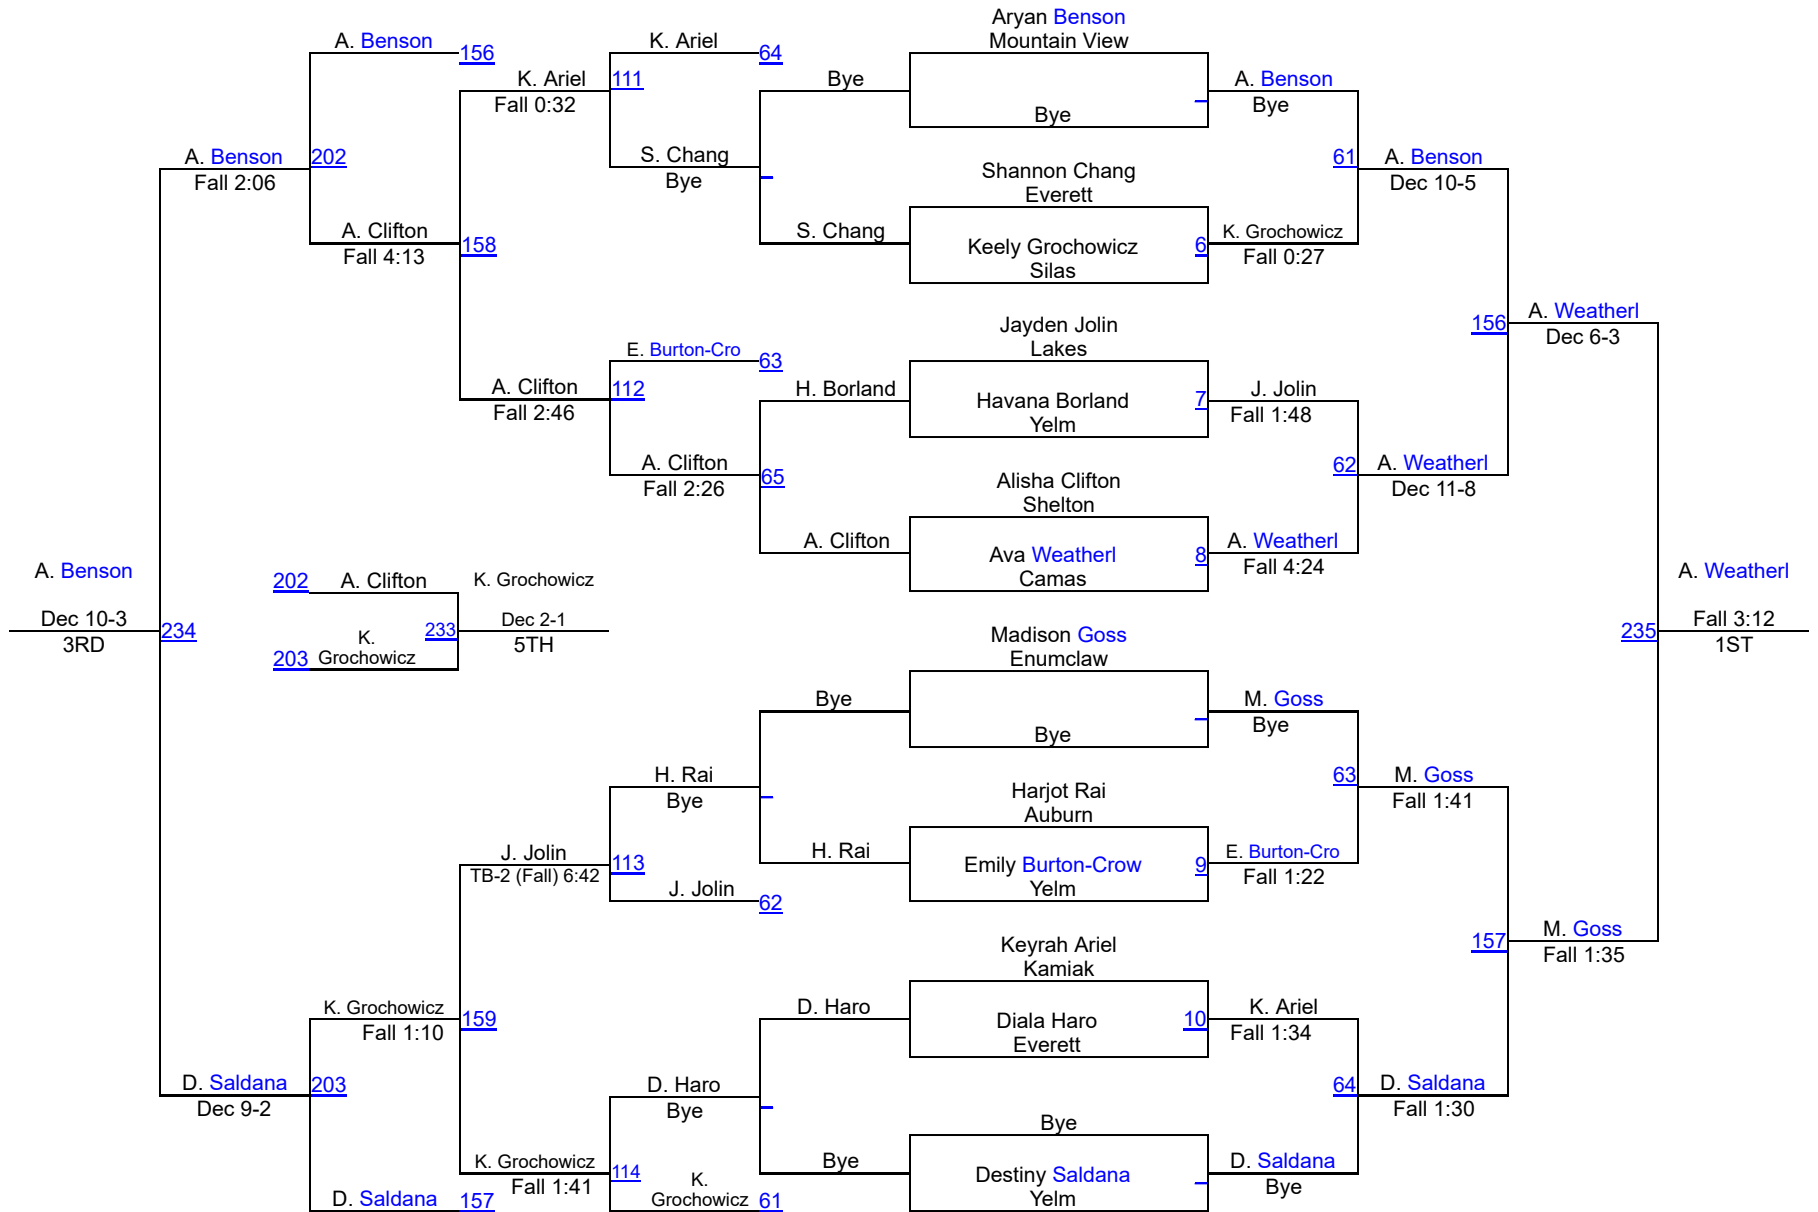 Aryan Benson
Mountain View
A. Benson
156
K. Ariel
64
K. Ariel
111
Fall 0:32
Bye
Bye
A. Benson
Bye
A. Benson
202
Fall 2:06
S. Chang
Bye
Shannon Chang
Everett
61
A. Benson
Dec 10-5
A. Clifton
Fall 4:13
158
S. Chang
Keely Grochowicz
Silas
6
K. Grochowicz
Fall 0:27
Jayden Jolin
Lakes
156
A. Weatherl
Dec 6-3
E. Burton-Cro
63
A. Clifton
112
Fall 2:46
H. Borland
Havana Borland
Yelm
7
J. Jolin
Fall 1:48
A. Clifton
Fall 2:26
65
Alisha Clifton
Shelton
62
A. Weatherl
Dec 11-8
A. Clifton
Ava Weatherl
Camas
8
A. Weatherl
Fall 4:24
A. Benson
Dec 10-3
3RD
234
202
A. Clifton
K. Grochowicz
K.
Grochowicz
203
233
Dec 2-1
5TH
A. Weatherl
235
Fall 3:12
1ST
Madison Goss
Enumclaw
Bye
Bye
M. Goss
Bye
H. Rai
Bye
Harjot Rai
Auburn
63
M. Goss
Fall 1:41
J. Jolin
TB-2 (Fall) 6:42
113
H. Rai
Emily Burton-Crow
Yelm
9
E. Burton-Cro
Fall 1:22
J. Jolin
62
Keyrah Ariel
Kamiak
157
M. Goss
Fall 1:35
K. Grochowicz
Fall 1:10
159
D. Haro
Diala Haro
Everett
10
K. Ariel
Fall 1:34
D. Saldana
203
Dec 9-2
D. Haro
Bye
64
D. Saldana
Fall 1:30
Bye
K. Grochowicz
Fall 1:41
114
Bye
Destiny Saldana
Yelm
D. Saldana
Bye
D. Saldana
157
K.
Grochowicz
61